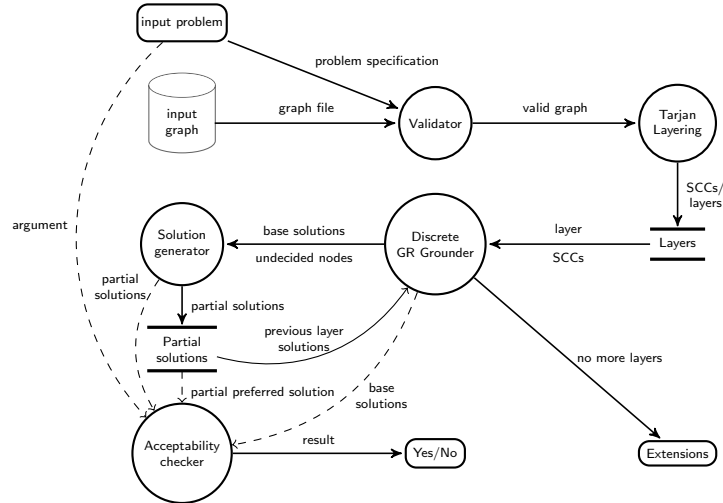 input problem
problem specification
input
graph
graph file
Validator
valid graph
Tarjan
Layering
SCCs/
layers
argument
Solution
generator
base solutions
undecided nodes
Discrete
GR Grounder
layer
SCCs
Layers
partial
solutions
partial solutions
Partial
solutions
previous layer
solutions
no more layers
partial preferred solution
base
solutions
Acceptability
checker
result
Yes/No
Extensions